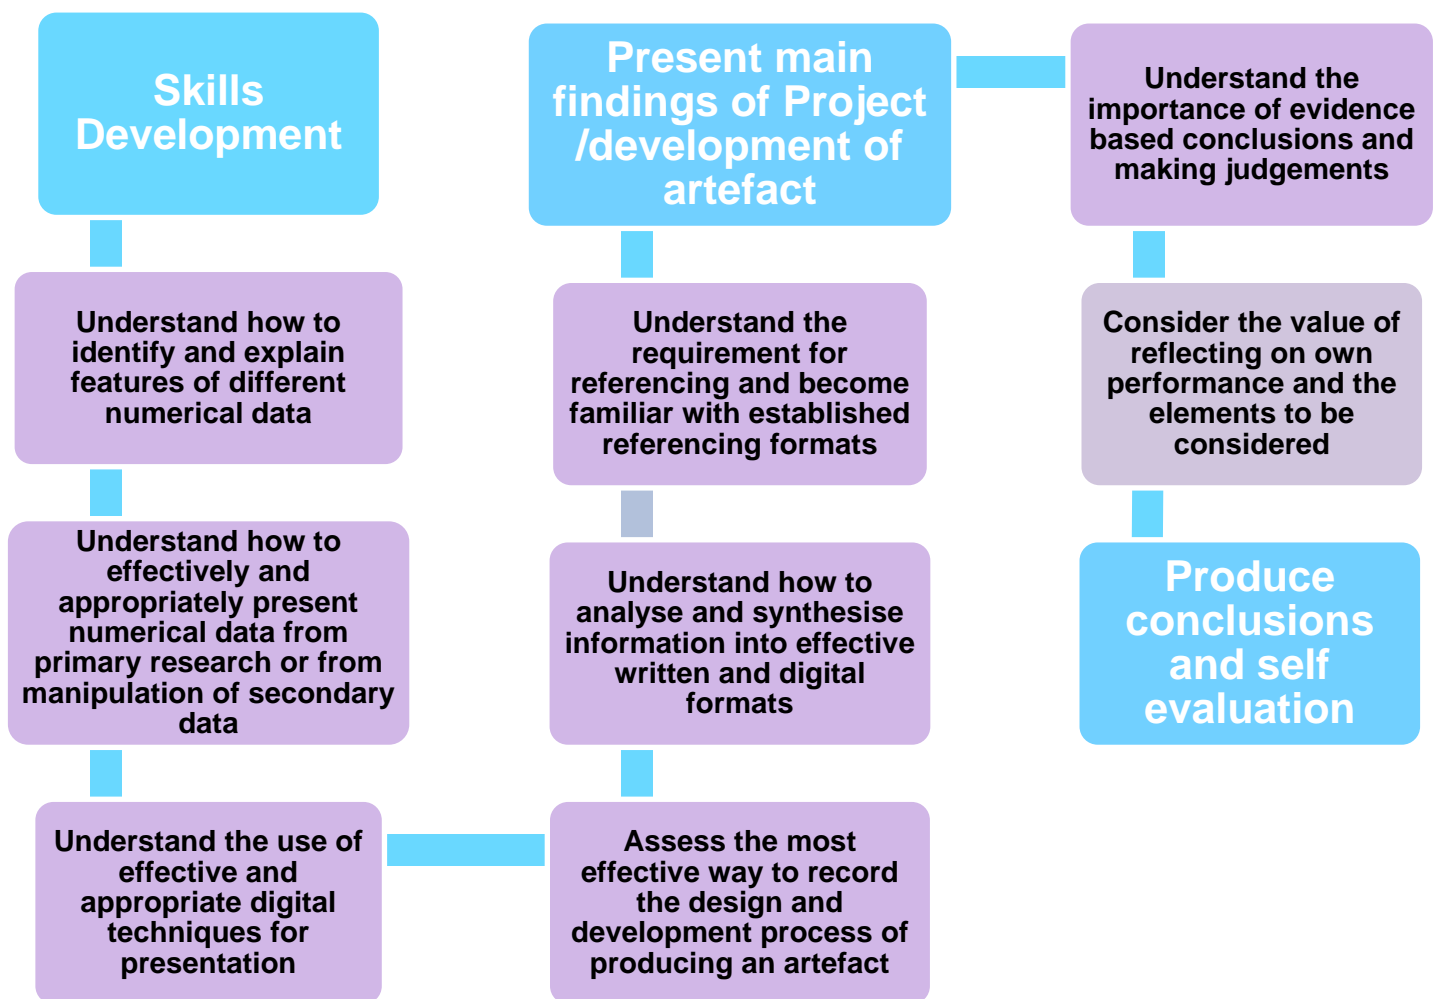 Skills
Development
Understand how to
identify and explain
features of different
numerical data
Understand how to
effectively and
appropriately present
numerical data from
primary research or from
manipulation of secondary
data
Understand the use of
effective and
appropriate digital
techniques for
presentation
Assess the most
effective way to record
the design and
development process of
producing an artefact
Understand how to
analyse and synthesise
information into effective
written and digital
formats
Understand the
requirement for
referencing and become
familiar with established
referencing formats
Present main
findings of Project
/development of
artefact
Understand the
importance of evidence
based conclusions and
making judgements
Consider the value of
reflecting on own
performance and the
elements to be
considered
Produce
conclusions
and self
evaluation